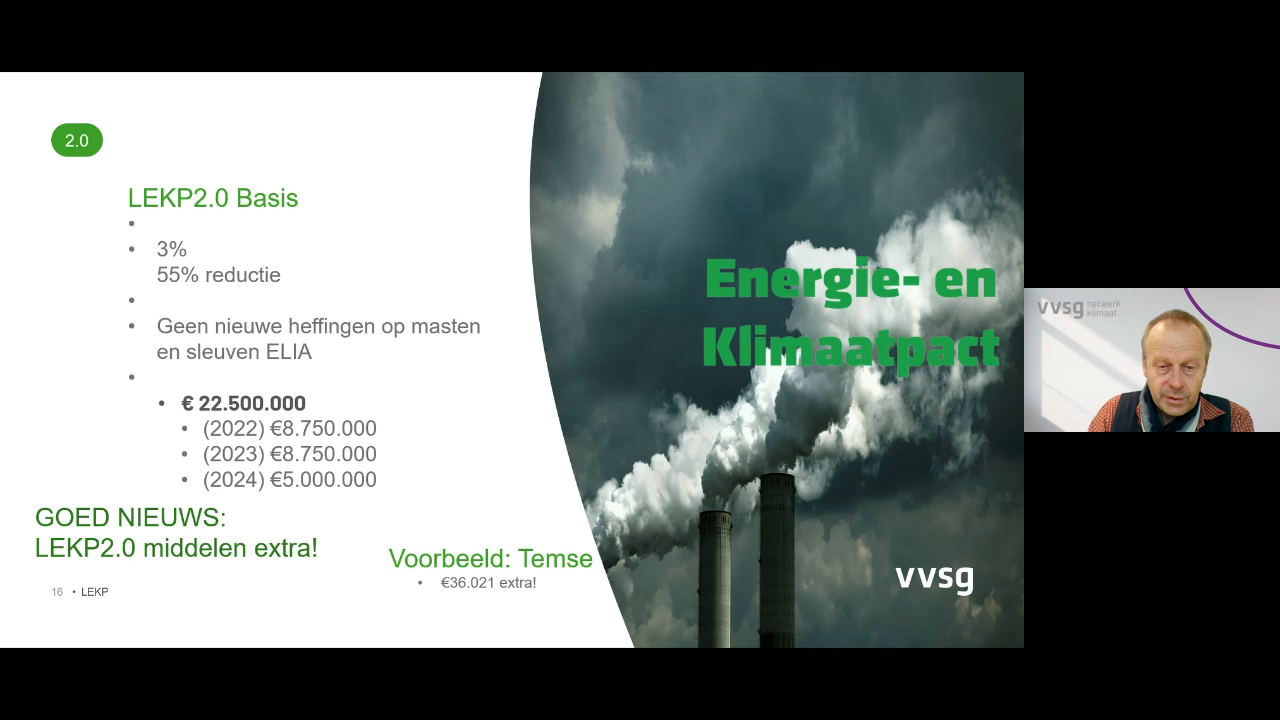 2.0
LEKP2.0 Basis
•
• 3%
55% reductie
•
• Geen nieuwe heffingen op masten
en sleuven ELIA
•
• € 22.500.000
• (2022) €8.750.000
• (2023) €8.750.000
• (2024) €5.000.000
GOED NIEUWS:
LEKP2.0 middelen extra!
Voorbeeld: Temse
• €36.021 extra!
16 • LEKP
Energie- en
Klimaatpact
vvsg
vvsg netwerk
klimaat